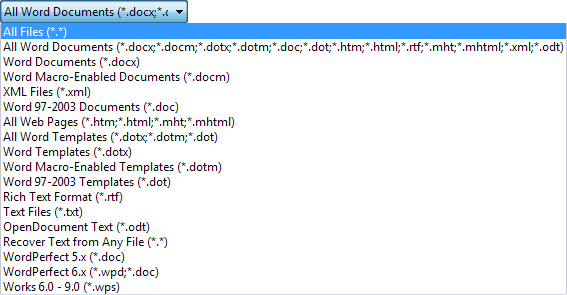 All Word Documents (*.docx;*.c
All Files (*.*)
All Word Documents (*.docx;*.docm;*.dotx;*.dotm;*.doc;*.dot;*.htm;*.html;*.rtf;*.mht;*.mhtml;*.xml;*.odt)
Word Documents (*.docx)
Word Macro-Enabled Documents (*.docm)
XML Files (*.xml)
Word 97-2003 Documents (*.doc)
All Web Pages (*.htm;*.html;*.mht;*.mhtml)
All Word Templates (*.dotx;*.dotm;*.dot)
Word Templates (*.dotx)
Word Macro-Enabled Templates (*.dotm)
Word 97-2003 Templates (*.dot)
Rich Text Format (*.rtf)
Text Files (*.txt)
OpenDocument Text (*.odt)
Recover Text from Any File (*.*)
WordPerfect 5.x (*.doc)
WordPerfect 6.x (*.wpd;*.doc)
Works 6.0 - 9.0 (*.wps)